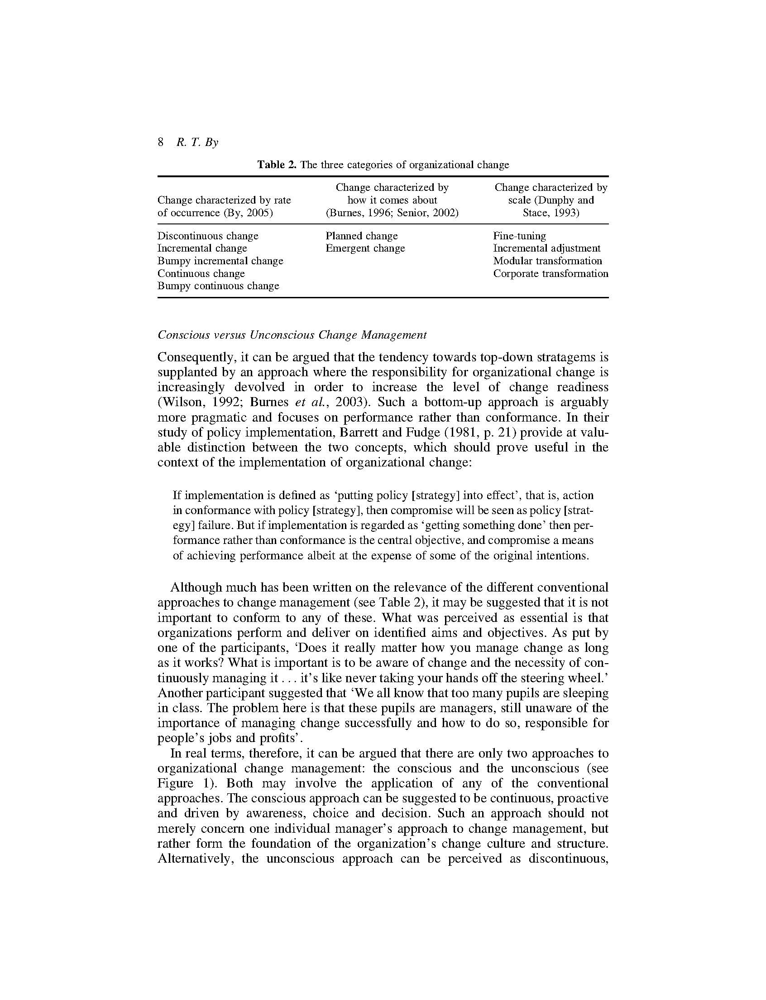 8 R. T. By
Table 2. The three categories of organizational change
Change characterized by rate
of occurrence (By, 2005)
Change characterized by
how it comes about
(Burnes, 1996; Senior, 2002)
Change characterized by
scale (Dunphy and
Stace, 1993)
Discontinuous change Planned change Fine-tuning
Incremental change Emergent change Incremental adjustment
Bumpy incremental change Modular transformation
Continuous change Corporate transformation
Bumpy continuous change
Conscious versus Unconscious Change Management
Consequently, it can be argued that the tendency towards top-down stratagems is
supplanted by an approach where the responsibility for organizational change is
increasingly devolved in order to increase the level of change readiness
(Wilson, 1992; Burnes et al., 2003). Such a bottom-up approach is arguably
more pragmatic and focuses on performance rather than conformance. In their
study of policy implementation, Barrett and Fudge (1981, p. 21) provide at valu-
able distinction between the two concepts, which should prove useful in the
context of the implementation of organizational change:
If implementation is defined as ‘putting policy [strategy] into effect’, that is, action
in conformance with policy [strategy], then compromise will be seen as policy [strat-
egy] failure. But if implementation is regarded as ‘getting something done’ then per-
formance rather than conformance is the central objective, and compromise a means
of achieving performance albeit at the expense of some of the original intentions.
Although much has been written on the relevance of the different conventional
approaches to change management (see Table 2), it may be suggested that it is not
important to conform to any of these. What was perceived as essential is that
organizations perform and deliver on identified aims and objectives. As put by
one of the participants, ‘Does it really matter how you manage change as long
as it works? What is important is to be aware of change and the necessity of con-
tinuously managing it . . . it’s like never taking your hands off the steering wheel.’
Another participant suggested that ‘We all know that too many pupils are sleeping
in class. The problem here is that these pupils are managers, still unaware of the
importance of managing change successfully and how to do so, responsible for
people’s jobs and profits’.
In real terms, therefore, it can be argued that there are only two approaches to
organizational change management: the conscious and the unconscious (see
Figure 1). Both may involve the application of any of the conventional
approaches. The conscious approach can be suggested to be continuous, proactive
and driven by awareness, choice and decision. Such an approach should not
merely concern one individual manager’s approach to change management, but
rather form the foundation of the organization’s change culture and structure.
Alternatively, the unconscious approach can be perceived as discontinuous,